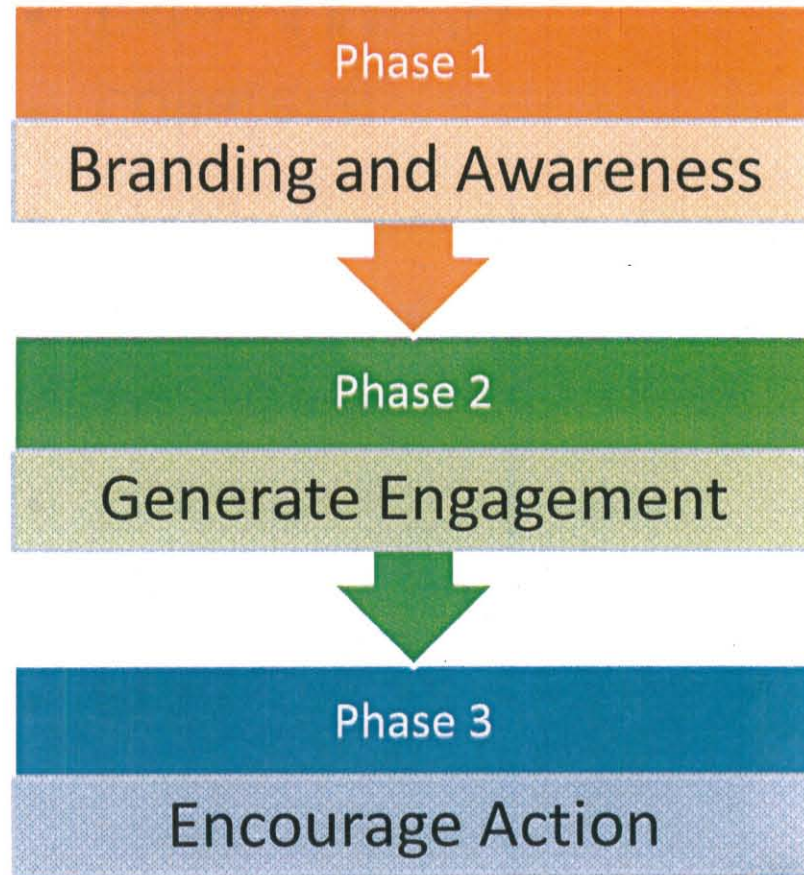 Phase 1
Branding and Awareness
Phase 2
Generate Engagement
Phase 3
Encourage Action